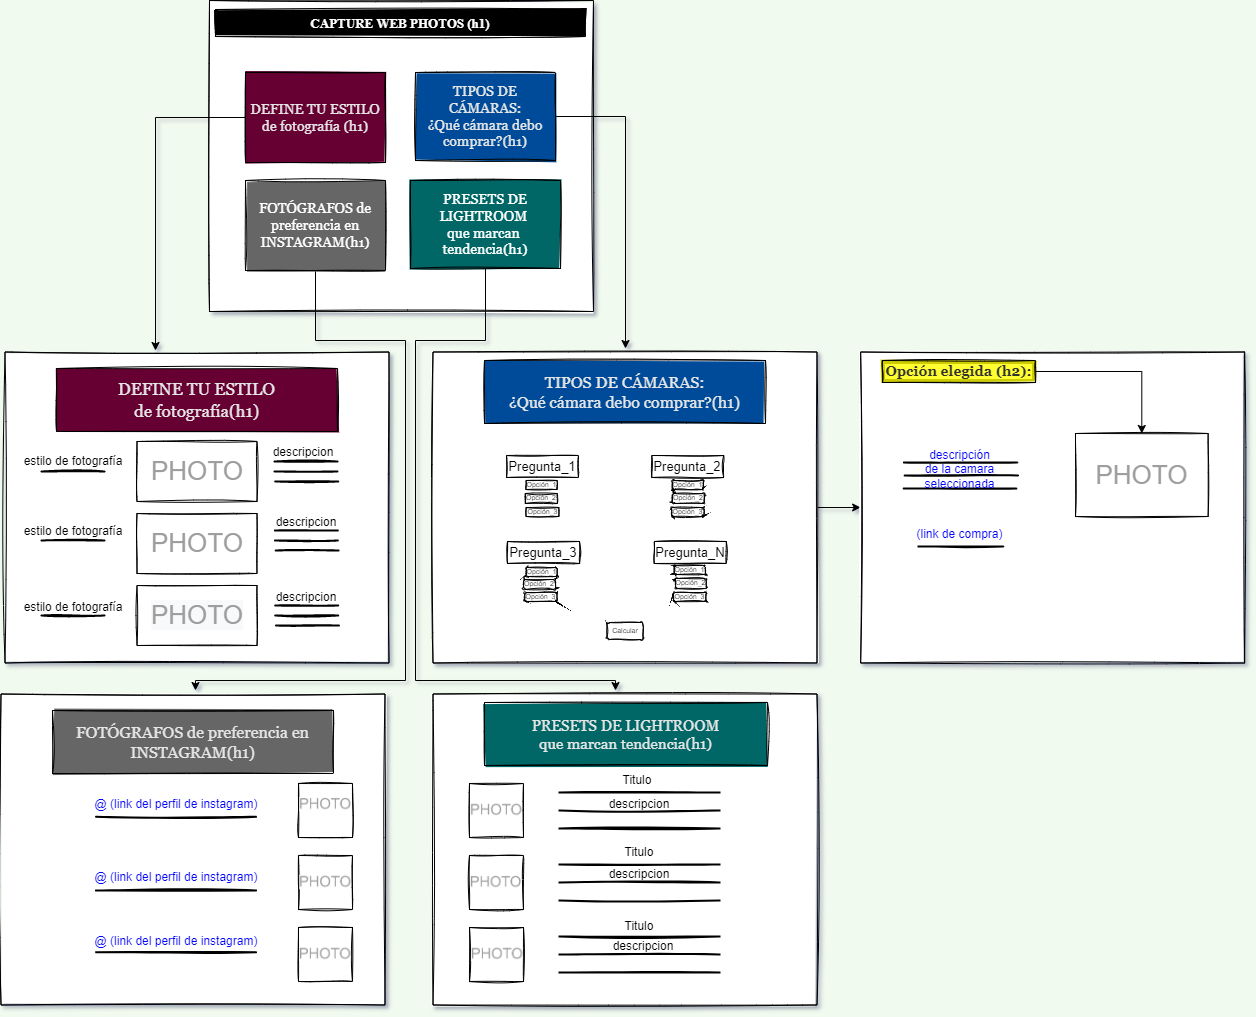 CAPTURE WEB PHOTOS (h1)
DEFINE TU ESTILO
de fotografía (h1)
TIPOS DE
CÁMARAS:
¿Qué cámara debo
comprar?(h1)
FOTÓGRAFOS de
preferencia en
INSTAGRAM(h1)
PRESETS DE
LIGHTROOM
que marcan
tendencia(h1)
DEFINE TU ESTILO
de fotografía(h1)
estilo de fotografía
PHOTO
descripcion
estilo de fotografía
PHOTO
descripcion
estilo de fotografía
PHOTO
descripcion
TIPOS DE CÁMARAS:
¿Qué cámara debo comprar?(h1)
Pregunta_1
Opción_1
Opción_2
Opción_3
Pregunta_2
Opción_1
Opción_2
Opción_3
Pregunta_3
Opción_1
Opción_2
Opción_3
Pregunta_N
Opción_1
Opción_2
Opción_3
Calcular
Opción elegida (h2):
descripción
de la camara
seleccionada
(link de compra)
PHOTO
FOTÓGRAFOS de preferencia en
INSTAGRAM(h1)
@ (link del perfil de instagram)
PHOTO
@ (link del perfil de instagram)
PHOTO
@ (link del perfil de instagram)
PHOTO
PRESETS DE LIGHTROOM
que marcan tendencia(h1)
PHOTO
Titulo
descripcion
PHOTO
Titulo
descripcion
PHOTO
Titulo
descripcion